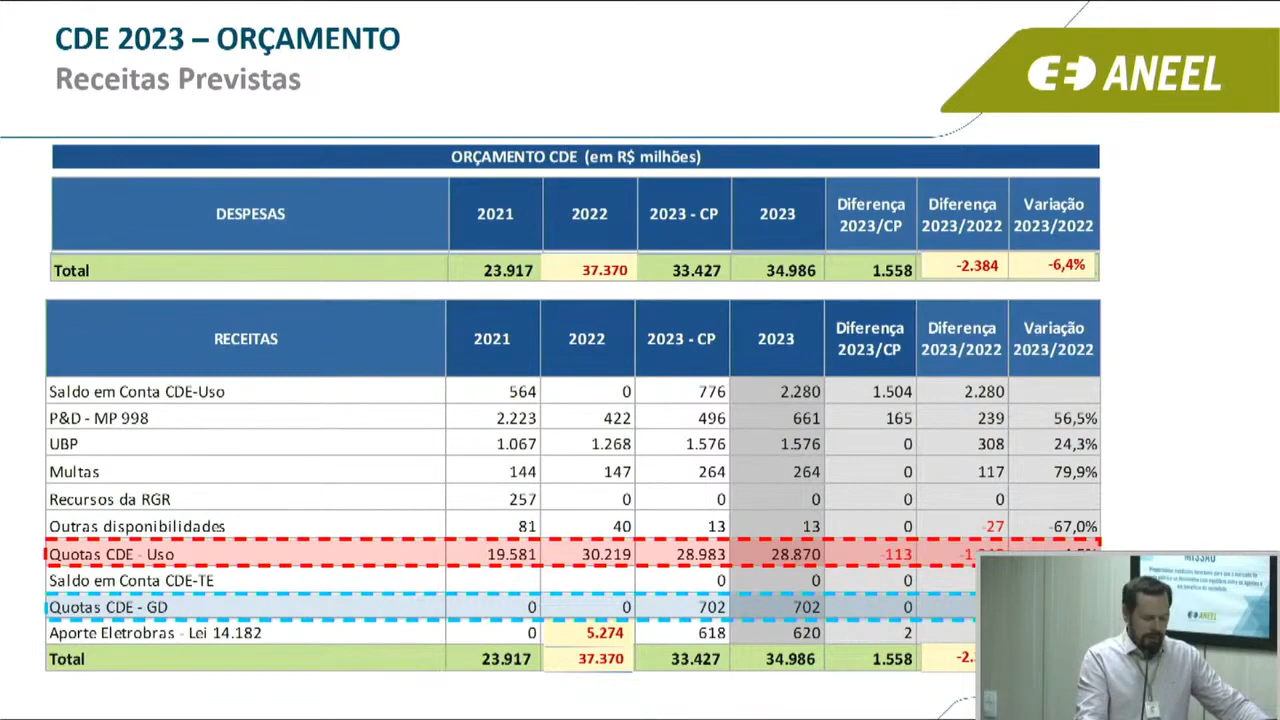 CDE 2023 – ORÇAMENTO
Receitas Previstas
ANEEL
ORÇAMENTO CDE (em R$ milhões)
DESPESAS 2021 2022 2023 - CP 2023 Diferença 2023/CP Diferença 2023/2022 Variação 2023/2022
Total 23.917 37.370 33.427 34.986 1.558 -2.384 -6,4%
RECEITAS 2021 2022 2023 - CP 2023 Diferença 2023/CP Diferença 2023/2022 Variação 2023/2022
Saldo em Conta CDE-Uso 564 0 776 2.280 1.504 2.280
P&D - MP 998 2.223 422 496 661 165 239 56,5%
UBP 1.067 1.268 1.576 1.576 0 308 24,3%
Multas 144 147 264 264 0 117 79,9%
Recursos da RGR 257 0 0 0 0 0
Outras disponibilidades 81 40 13 13 0 -27 -67,0%
Quotas CDE - Uso 19.581 30.219 28.983 28.870 -113
Saldo em Conta CDE-TE 0 0 0
Quotas CDE - GD 0 0 702 702 0
Aporte Eletrobras - Lei 14.182 0 5.274 618 620 2
Total 23.917 37.370 33.427 34.986 1.558
MISSÃO
ANEEL